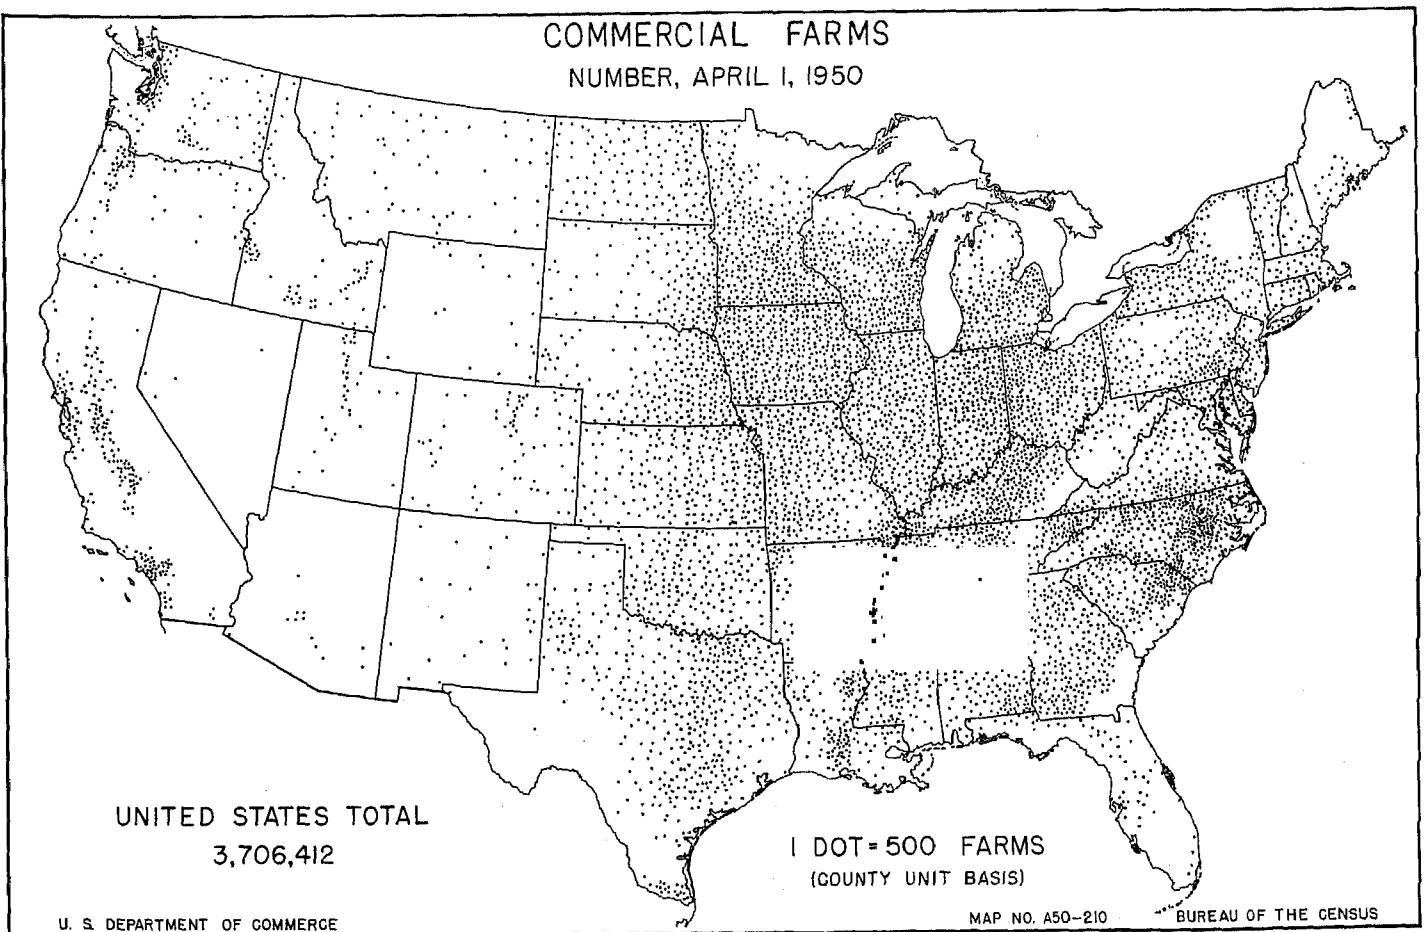 COMMERCIAL FARMS
NUMBER, APRIL 1, 1950
UNITED STATES TOTAL
3,706,412
1 DOT = 500 FARMS
(COUNTY UNIT BASIS)
U. S. DEPARTMENT OF COMMERCE
MAP NO. A50-210
BUREAU OF THE CENSUS